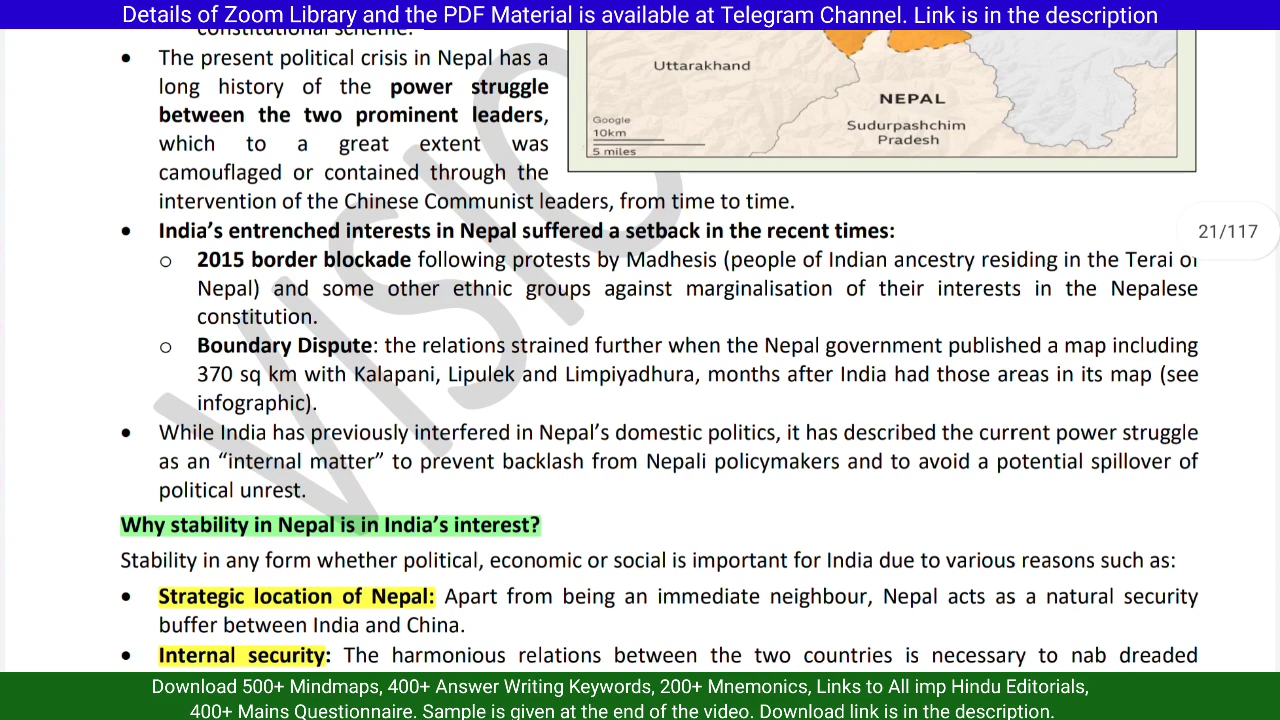 Details of Zoom Library and the PDF Material is available at Telegram Channel. Link is in the description
constitutional scheme.
• The present political crisis in Nepal has a
long history of the power struggle
between the two prominent leaders,
which to a great extent was
camouflaged or contained through the
intervention of the Chinese Communist leaders, from time to time.
Uttarakhand
NEPAL
Sudurpashchim
Pradesh
Google
10km
5 miles
21/117
• India's entrenched interests in Nepal suffered a setback in the recent times:
o 2015 border blockade following protests by Madhesis (people of Indian ancestry residing in the Terai of
Nepal) and some other ethnic groups against marginalisation of their interests in the Nepalese
constitution.
o Boundary Dispute: the relations strained further when the Nepal government published a map including
370 sq km with Kalapani, Lipulek and Limpiyadhura, months after India had those areas in its map (see
infographic).
• While India has previously interfered in Nepal's domestic politics, it has described the current power struggle
as an “internal matter” to prevent backlash from Nepali policymakers and to avoid a potential spillover of
political unrest.
Why stability in Nepal is in India's interest?
Stability in any form whether political, economic or social is important for India due to various reasons such as:
• Strategic location of Nepal: Apart from being an immediate neighbour, Nepal acts as a natural security
buffer between India and China.
• Internal security: The harmonious relations between the two countries is necessary to nab dreaded
VISIO
Download 500+ Mindmaps, 400+ Answer Writing Keywords, 200+ Mnemonics, Links to All imp Hindu Editorials,
400+ Mains Questionnaire. Sample is given at the end of the video. Download link is in the description.